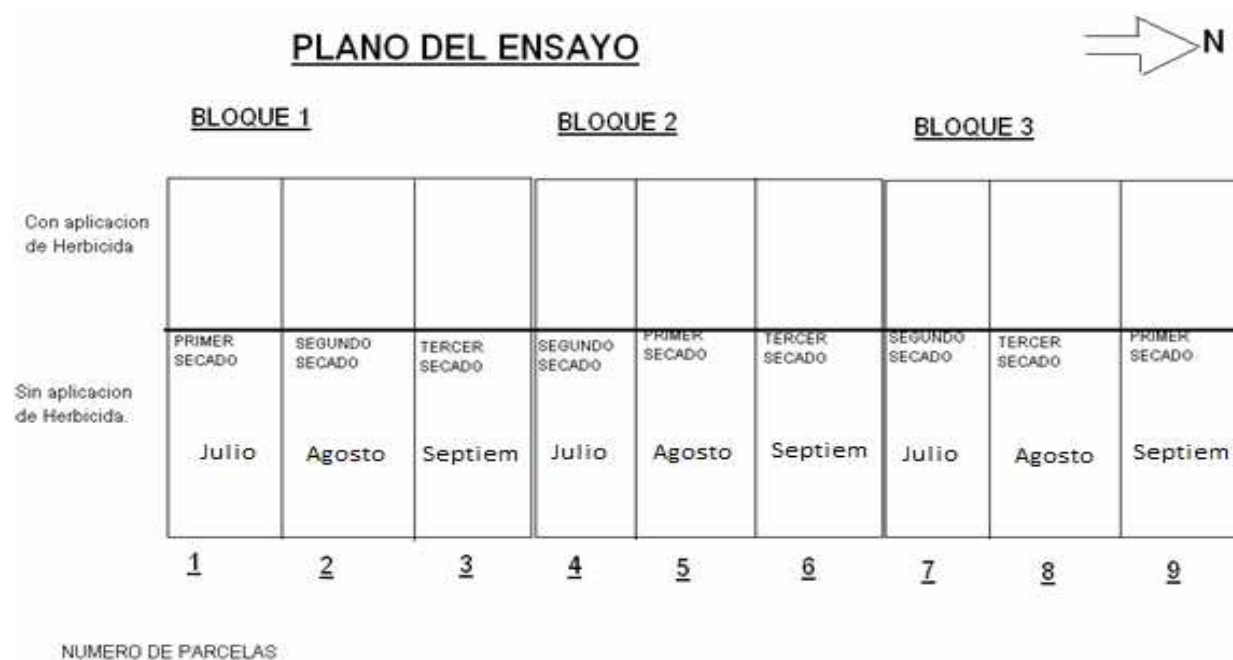 PLANO DEL ENSAYO
N
BLOQUE 1
BLOQUE 2
BLOQUE 3
Con aplicacion
de Herbicida
PRIMER
SECADO
SEGUNDO
SECADO
TERCER
SECADO
SEGUNDO
SECADO
PRIMER
SECADO
TERCER
SECADO
SEGUNDO
SECADO
TERCER
SECADO
PRIMER
SECADO
Sin aplicacion
de Herbicida.
Julio
Agosto
Septiem
Julio
Agosto
Septiem
Julio
Agosto
Septiem
1
2
3
4
5
6
7
8
9
NUMERO DE PARCELAS